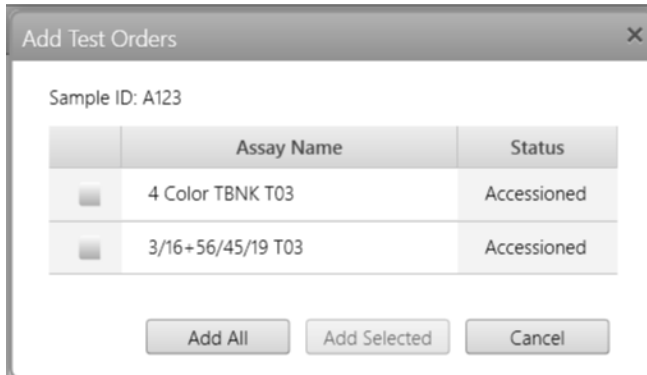 Add Test Orders
Sample ID: A123
Assay Name Status
4 Color TBNK T03 Accessioned
3/16+56/45/19 T03 Accessioned
Add All Add Selected Cancel